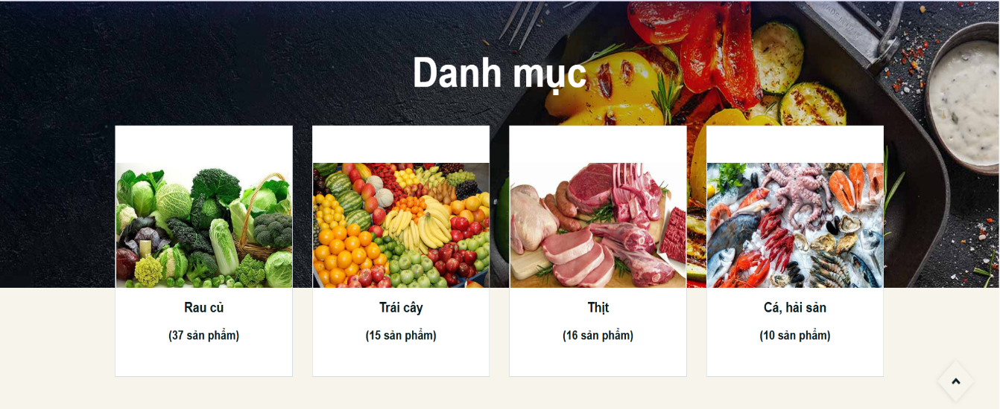 Danh mục
Rau củ
(37 sản phẩm)
Trái cây
(15 sản phẩm)
Thịt
(16 sản phẩm)
Cá, hải sản
(10 sản phẩm)